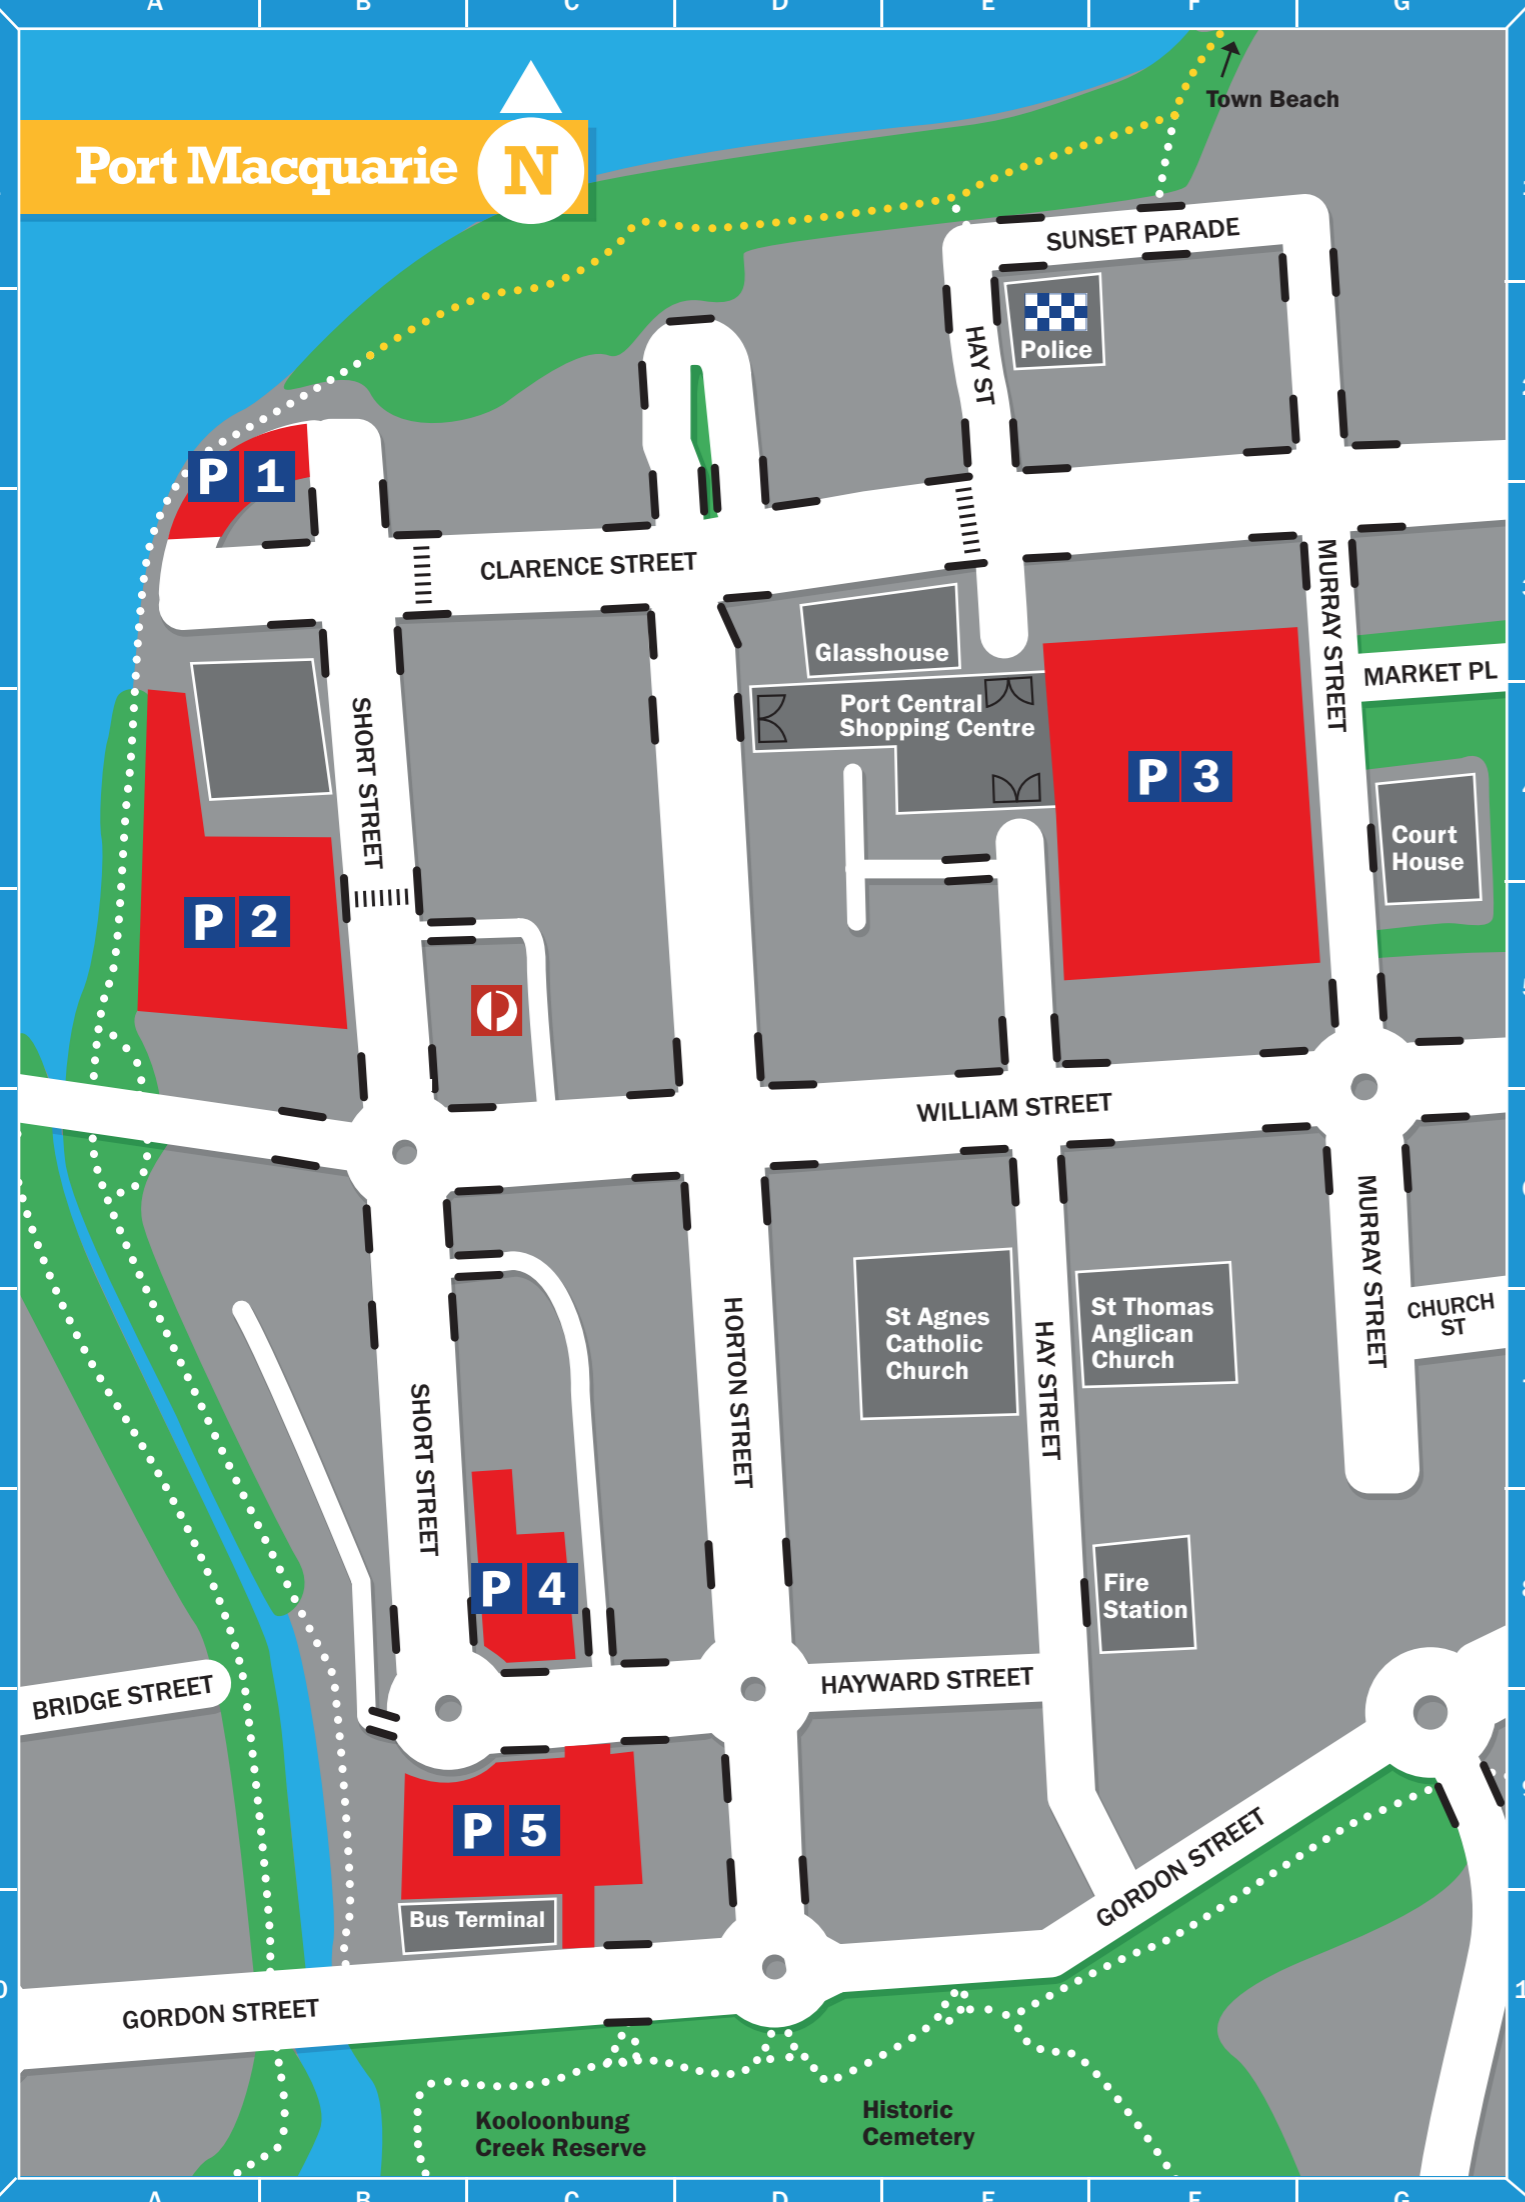 A B C D E F G
Town Beach
Port Macquarie
N
SUNSET PARADE
HAY ST
Police
P 1
CLARENCE STREET
MURRAY STREET
Glasshouse
MARKET PL
Port Central
Shopping Centre
SHORT STREET
P 3
Court
House
P 2
WILLIAM STREET
MURRAY STREET
HORTON STREET
St Agnes
Catholic
Church
HAY STREET
St Thomas
Anglican
Church
CHURCH
ST
SHORT STREET
P 4
Fire
Station
HAYWARD STREET
BRIDGE STREET
P 5
GORDON STREET
Bus Terminal
GORDON STREET
Kooloonbung
Creek Reserve
Historic
Cemetery
A B C D E F G